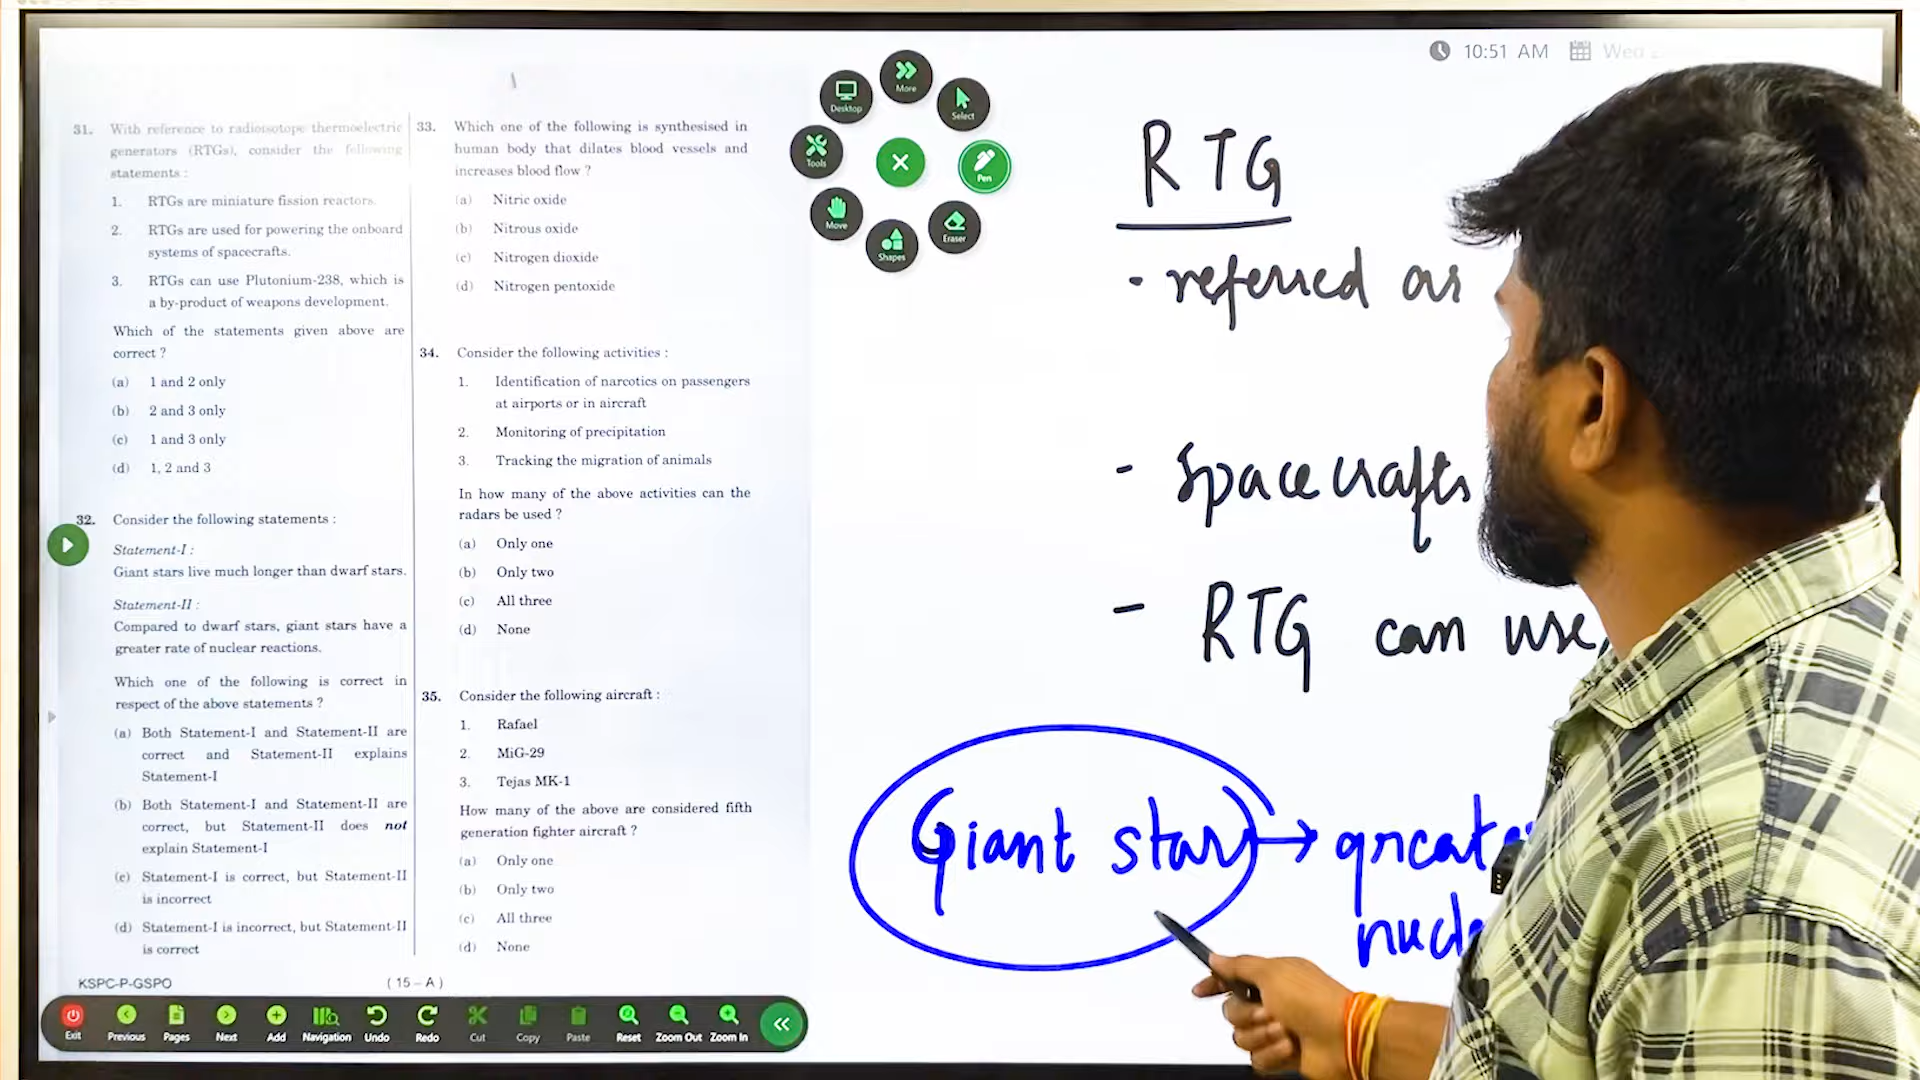 10:51 AM Wed
31. With reference to radioisotope thermoelectric
generators (RTGs), consider the following
statements :
1. RTGs are miniature fission reactors.
2. RTGs are used for powering the onboard
systems of spacecrafts.
3. RTGs can use Plutonium-238, which is
a by-product of weapons development.
Which of the statements given above are
correct ?
(a) 1 and 2 only
(b) 2 and 3 only
(c) 1 and 3 only
(d) 1, 2 and 3
32. Consider the following statements :
Statement-I :
Giant stars live much longer than dwarf stars.
Statement-II :
Compared to dwarf stars, giant stars have a
greater rate of nuclear reactions.
Which one of the following is correct in
respect of the above statements ?
(a) Both Statement-I and Statement-II are
correct and Statement-II explains
Statement-I
(b) Both Statement-I and Statement-II are
correct, but Statement-II does not
explain Statement-I
(c) Statement-I is correct, but Statement-II
is incorrect
(d) Statement-I is incorrect, but Statement-II
is correct
33. Which one of the following is synthesised in
human body that dilates blood vessels and
increases blood flow ?
(a) Nitric oxide
(b) Nitrous oxide
(c) Nitrogen dioxide
(d) Nitrogen pentoxide
34. Consider the following activities :
1. Identification of narcotics on passengers
at airports or in aircraft
2. Monitoring of precipitation
3. Tracking the migration of animals
In how many of the above activities can the
radars be used ?
(a) Only one
(b) Only two
(c) All three
(d) None
35. Consider the following aircraft :
1. Rafael
2. MiG-29
3. Tejas MK-1
How many of the above are considered fifth
generation fighter aircraft ?
(a) Only one
(b) Only two
(c) All three
(d) None
KSPC-P-GSPO ( 15 – A )
More
Desktop
Select
Tools
Pen
Move
Eraser
Shapes
RTG
· referred as
- Spacecrafts
- RTG can use
Giant star → 
Exit Previous Pages Next Add Navigation Undo Redo Cut Copy Paste Reset Zoom Out Zoom In